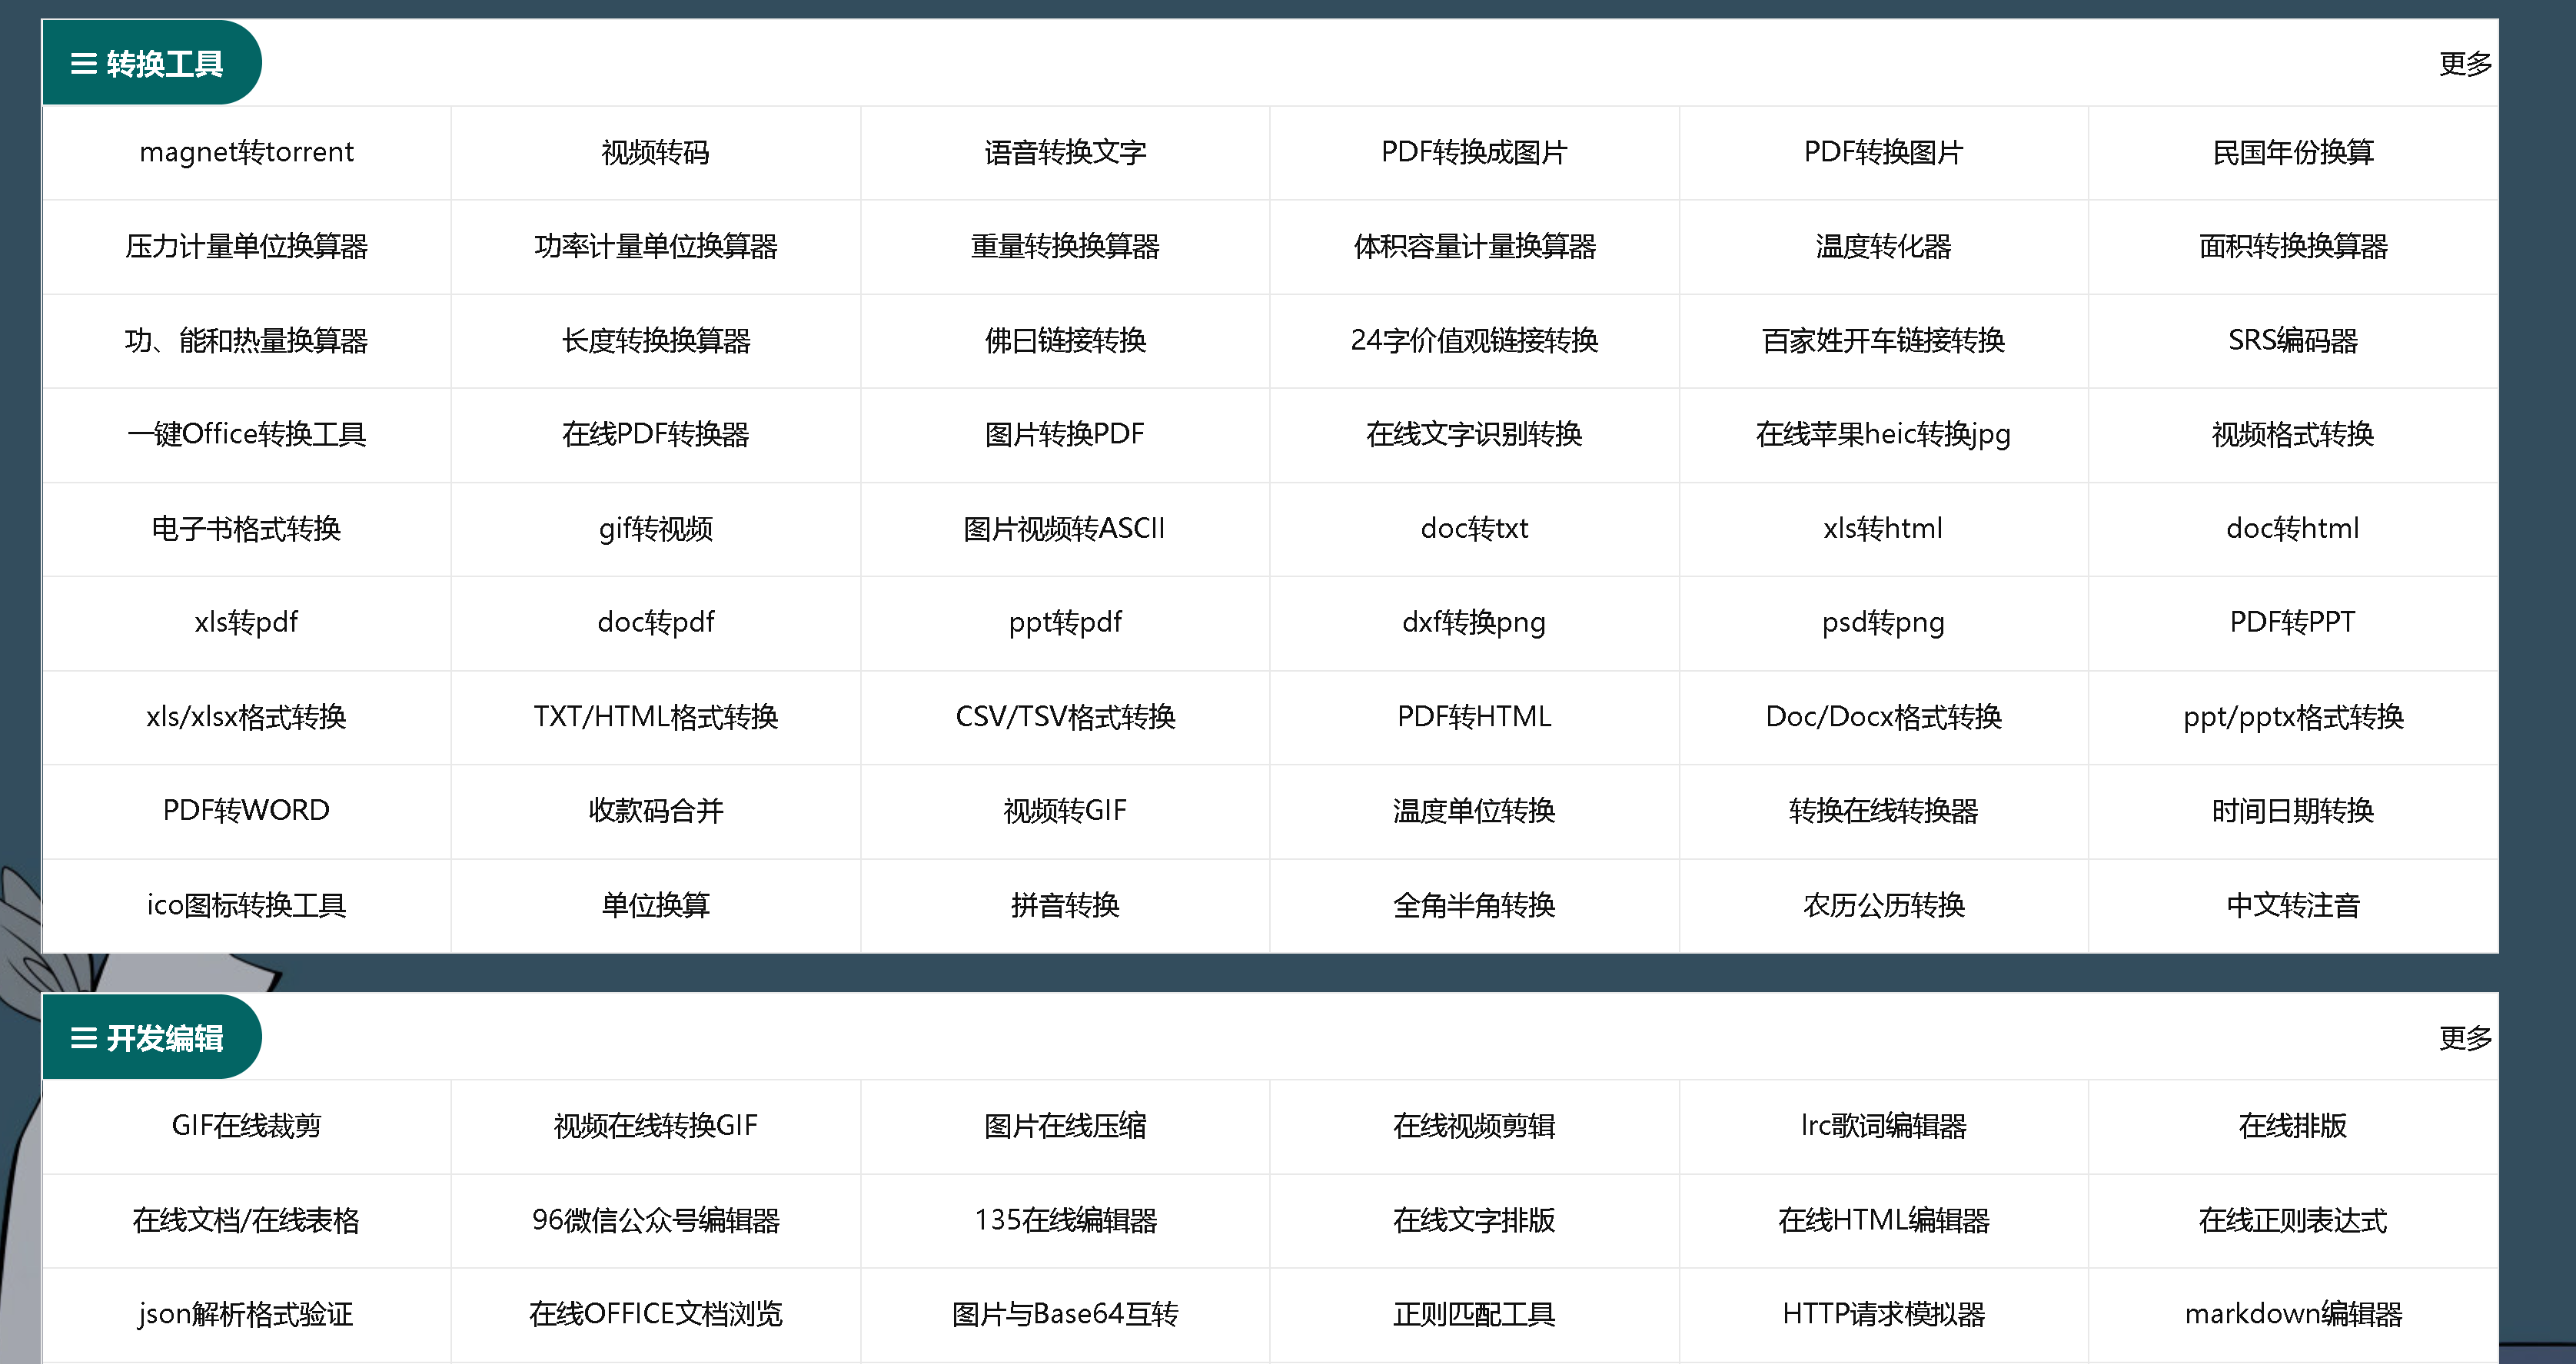 转换工具 更多
magnet转torrent 视频转码 语音转换文字 PDF转换成图片 PDF转换图片 民国年份换算
压力计量单位换算器 功率计量单位换算器 重量转换换算器 体积容量计量换算器 温度转化器 面积转换换算器
功、能和热量换算器 长度转换换算器 佛曰链接转换 24字价值观链接转换 百家姓开车链接转换 SRS编码器
一键Office转换工具 在线PDF转换器 图片转换PDF 在线文字识别转换 在线苹果heic转换jpg 视频格式转换
电子书格式转换 gif转视频 图片视频转ASCII doc转txt xls转html doc转html
xls转pdf doc转pdf ppt转pdf dxf转换png psd转png PDF转PPT
xls/xlsx格式转换 TXT/HTML格式转换 CSV/TSV格式转换 PDF转HTML Doc/Docx格式转换 ppt/pptx格式转换
PDF转WORD 收款码合并 视频转GIF 温度单位转换 转换在线转换器 时间日期转换
ico图标转换工具 单位换算 拼音转换 全角半角转换 农历公历转换 中文转注音
开发编辑 更多
GIF在线裁剪 视频在线转换GIF 图片在线压缩 在线视频剪辑 lrc歌词编辑器 在线排版
在线文档/在线表格 96微信公众号编辑器 135在线编辑器 在线文字排版 在线HTML编辑器 在线正则表达式
json解析格式验证 在线OFFICE文档浏览 图片与Base64互转 正则匹配工具 HTTP请求模拟器 markdown编辑器